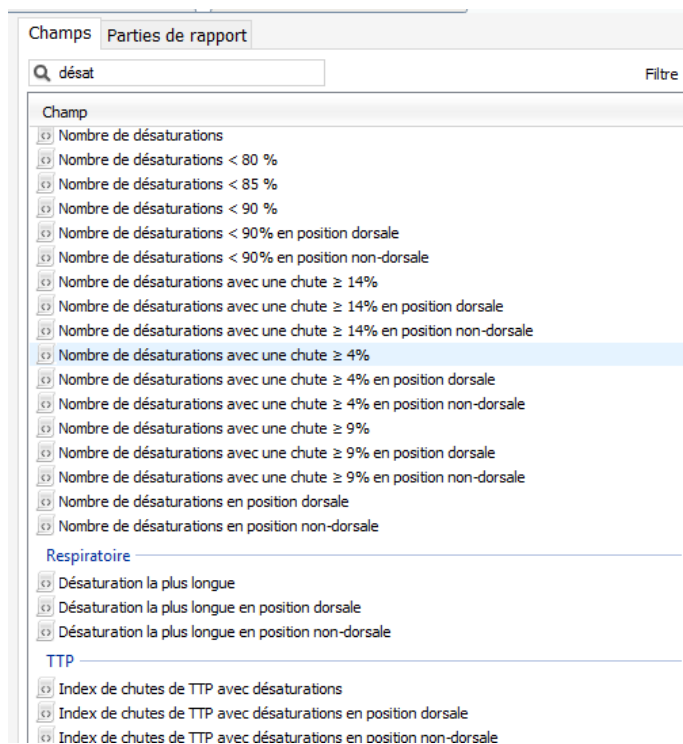 Champs Parties de rapport
désat Filtre
Champ
Nombre de désaturations
Nombre de désaturations < 80 %
Nombre de désaturations < 85 %
Nombre de désaturations < 90 %
Nombre de désaturations < 90% en position dorsale
Nombre de désaturations < 90% en position non-dorsale
Nombre de désaturations avec une chute ≥ 14%
Nombre de désaturations avec une chute ≥ 14% en position dorsale
Nombre de désaturations avec une chute ≥ 14% en position non-dorsale
Nombre de désaturations avec une chute ≥ 4%
Nombre de désaturations avec une chute ≥ 4% en position dorsale
Nombre de désaturations avec une chute ≥ 4% en position non-dorsale
Nombre de désaturations avec une chute ≥ 9%
Nombre de désaturations avec une chute ≥ 9% en position dorsale
Nombre de désaturations avec une chute ≥ 9% en position non-dorsale
Nombre de désaturations en position dorsale
Nombre de désaturations en position non-dorsale
Respiratoire
Désaturation la plus longue
Désaturation la plus longue en position dorsale
Désaturation la plus longue en position non-dorsale
TTP
Index de chutes de TTP avec désaturations
Index de chutes de TTP avec désaturations en position dorsale
Index de chutes de TTP avec désaturations en position non-dorsale